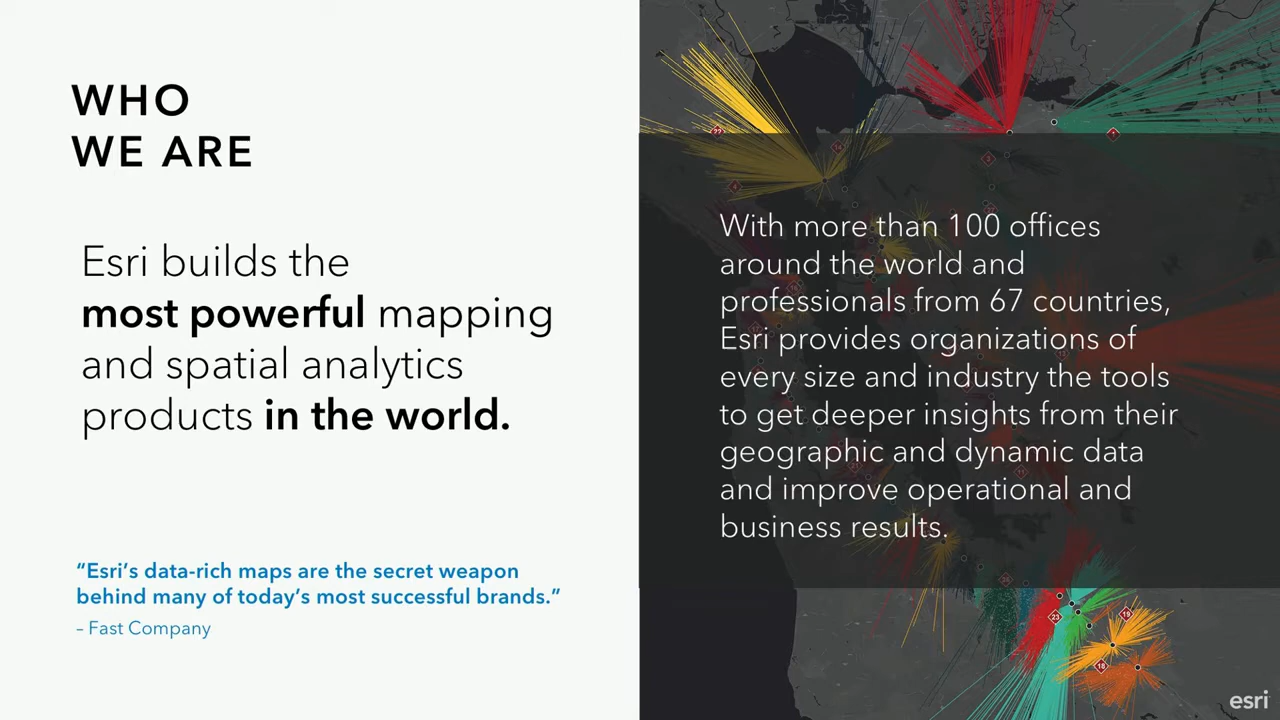 WHO
WE ARE
Esri builds the
most powerful mapping
and spatial analytics
products in the world.
“Esri’s data-rich maps are the secret weapon
behind many of today’s most successful brands.”
– Fast Company
With more than 100 offices
around the world and
professionals from 67 countries,
Esri provides organizations of
every size and industry the tools
to get deeper insights from their
geographic and dynamic data
and improve operational and
business results.
23
19
18
esri